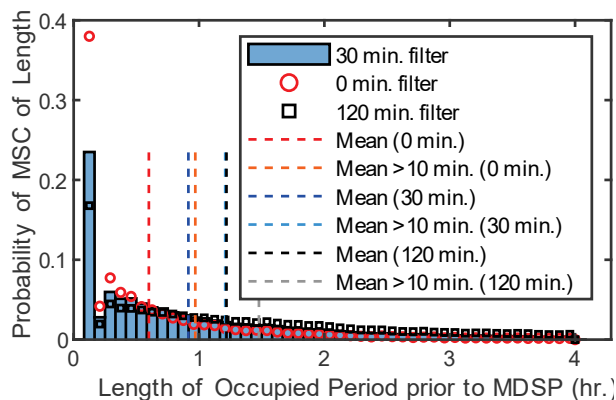 0.4
0.3
0.2
0.1
0
Probability of MSC of Length
30 min. filter
0 min. filter
120 min. filter
Mean (0 min.)
Mean >10 min. (0 min.)
Mean (30 min.)
Mean >10 min. (30 min.)
Mean (120 min.)
Mean >10 min. (120 min.)
0 1 2 3 4
Length of Occupied Period prior to MDSP (hr.)